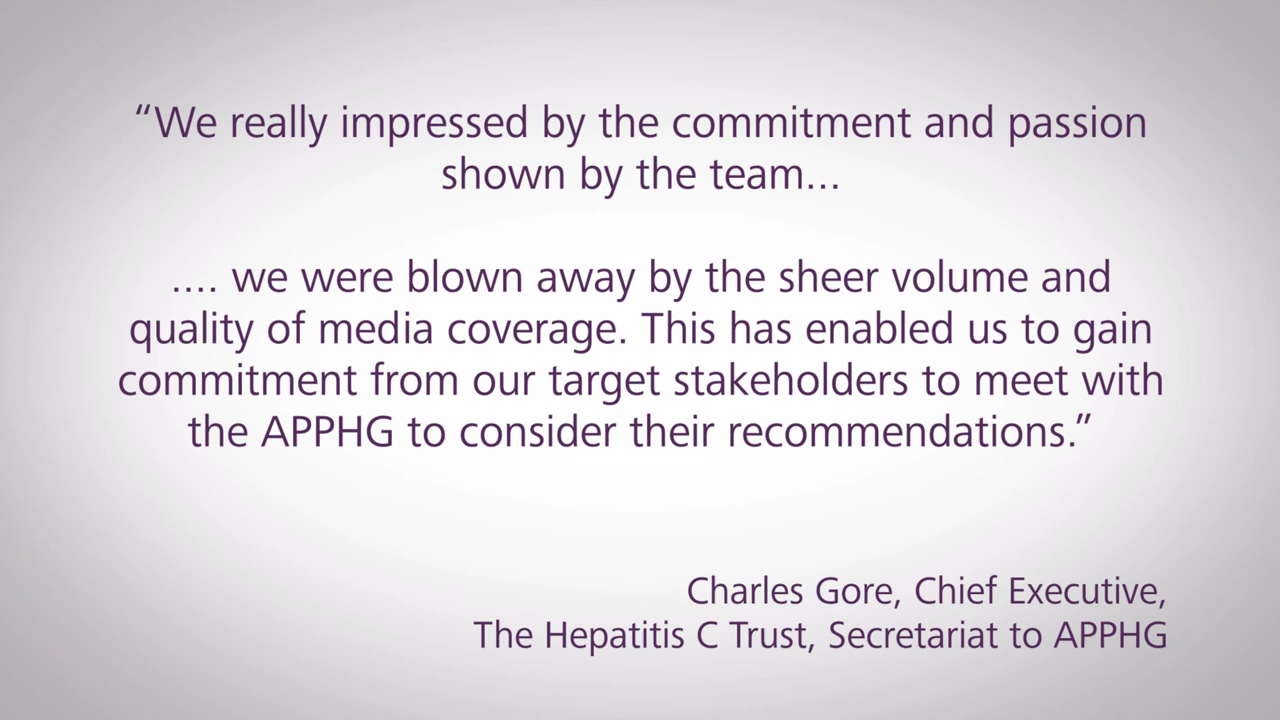 “We really impressed by the commitment and passion
shown by the team...
.... we were blown away by the sheer volume and
quality of media coverage. This has enabled us to gain
commitment from our target stakeholders to meet with
the APPHG to consider their recommendations.”
Charles Gore, Chief Executive,
The Hepatitis C Trust, Secretariat to APPHG